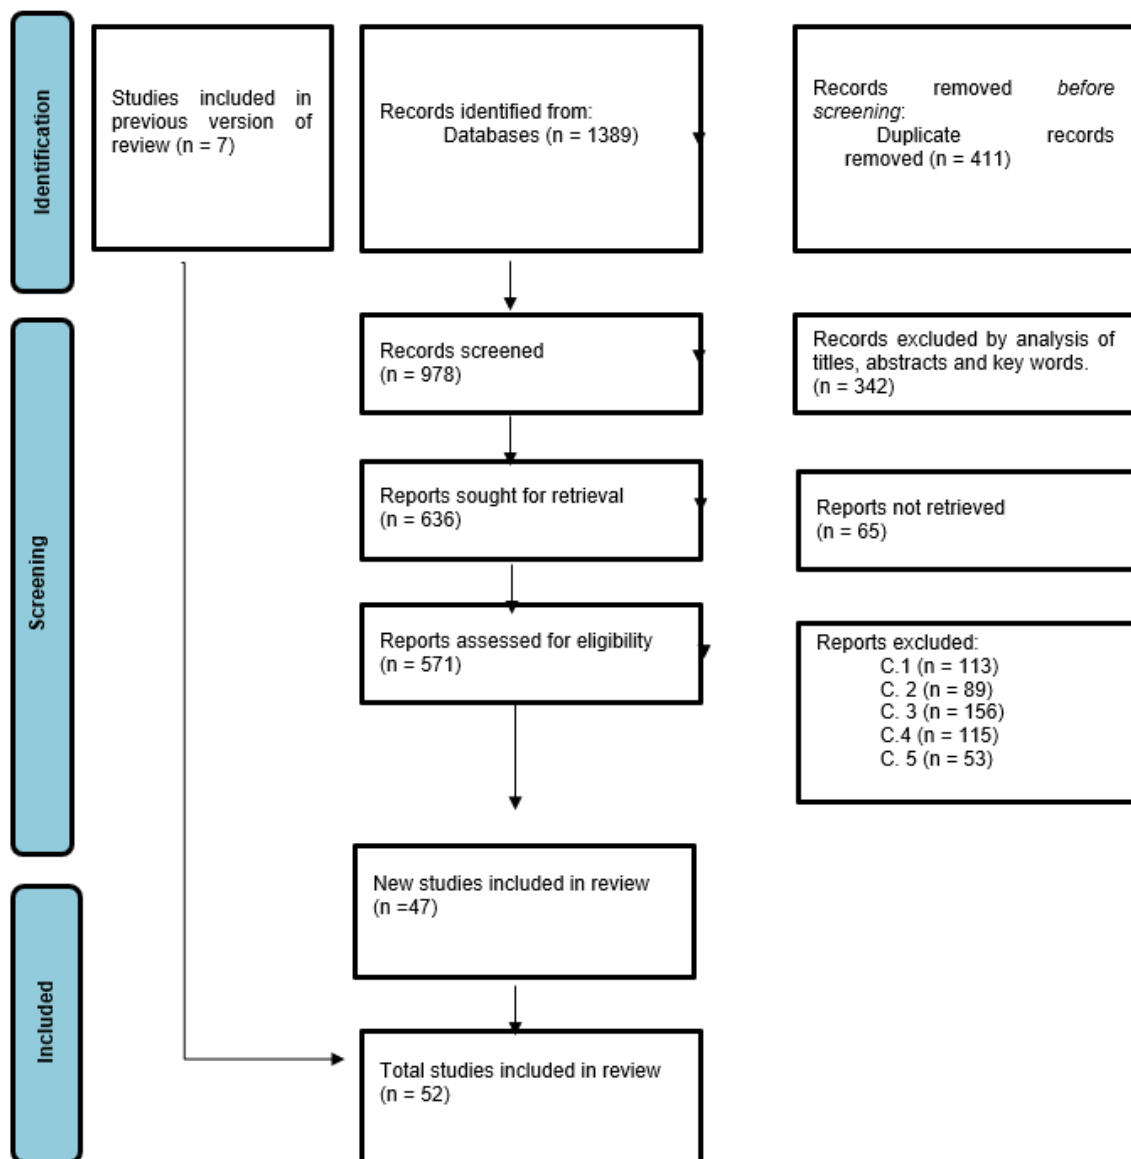 Identification
Studies included in
previous version of
review (n = 7)
Records identified from:
Databases (n = 1389)
Records removed before
screening:
Duplicate records
removed (n = 411)
Screening
Records screened
(n = 978)
Records excluded by analysis of
titles, abstracts and key words.
(n = 342)
Reports sought for retrieval
(n = 636)
Reports not retrieved
(n = 65)
Reports assessed for eligibility
(n = 571)
Reports excluded:
C.1 (n = 113)
C. 2 (n = 89)
C. 3 (n = 156)
C.4 (n = 115)
C. 5 (n = 53)
Included
New studies included in review
(n =47)
Total studies included in review
(n = 52)